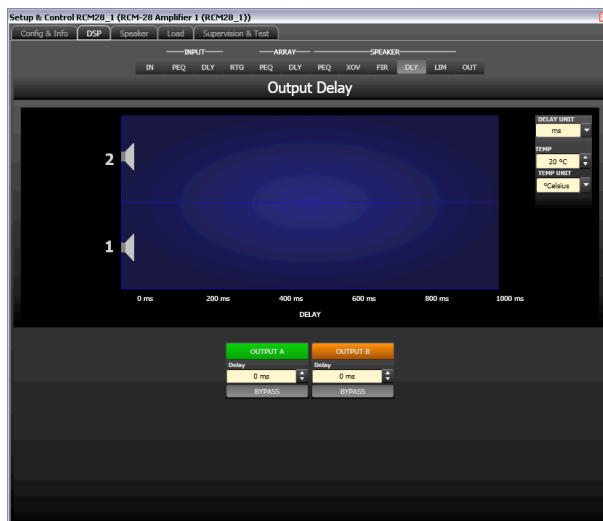 Setup & Control RCM28_1 (RCM-28 Amplifier 1 (RCM28_1))
Config & Info DSP Speaker Load Supervision & Test
INPUT ARRAY SPEAKER
IN PEQ DLY RTG PEQ DLY PEQ XOV FIR DLY LIM OUT
Output Delay
DELAY UNIT
ms
TEMP
20 ºC
TEMP UNIT
ºCelsius
2
1
0 ms 200 ms 400 ms 600 ms 800 ms 1000 ms
DELAY
OUTPUT A OUTPUT B
Delay Delay
0 ms 0 ms
BYPASS BYPASS